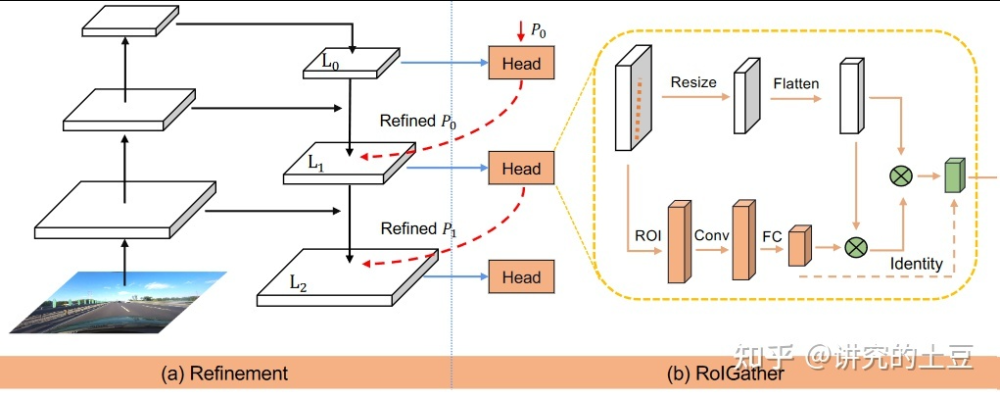 P₀
L₀
Head
Refined P₀
L₁
Head
Refined P₁
L₂
Head
Resize
Flatten
ROI
Conv
FC
Identity
(a) Refinement
(b) RoIGather
知乎 @讲究的土豆